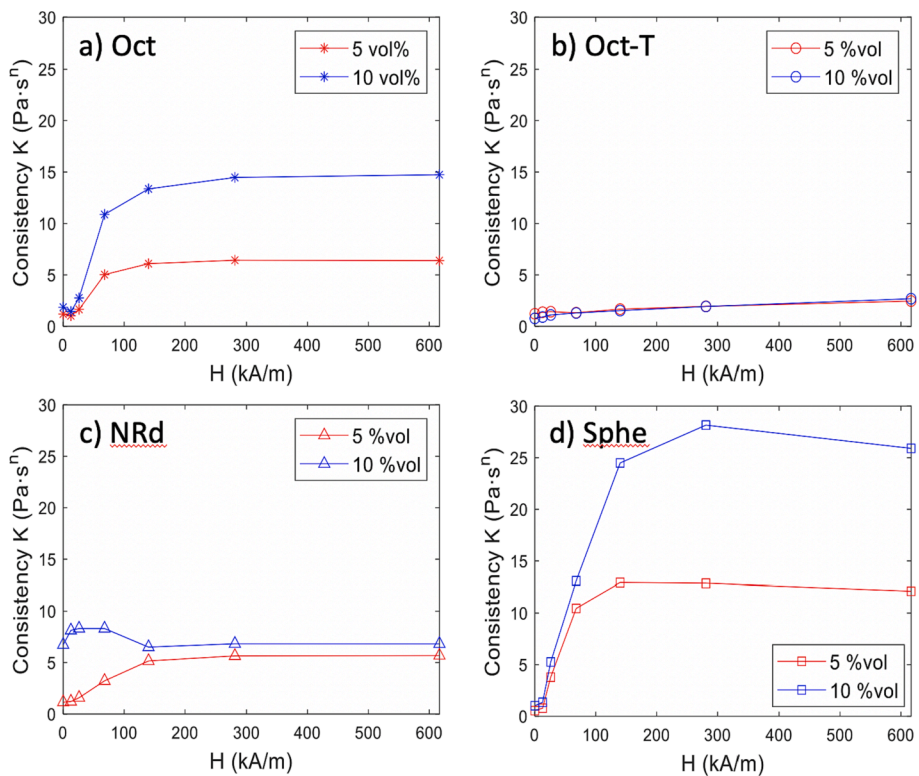 a) Oct
5 vol%
10 vol%
Consistency K (Pa·sⁿ)
30
25
20
15
10
5
0
0 100 200 300 400 500 600
H (kA/m)
b) Oct-T
5 %vol
10 %vol
Consistency K (Pa·sⁿ)
30
25
20
15
10
5
0
0 100 200 300 400 500 600
H (kA/m)
c) NRd
5 %vol
10 %vol
Consistency K (Pa·sⁿ)
30
25
20
15
10
5
0
0 100 200 300 400 500 600
H (kA/m)
d) Sphe
5 %vol
10 %vol
Consistency K (Pa·sⁿ)
30
25
20
15
10
5
0
0 100 200 300 400 500 600
H (kA/m)